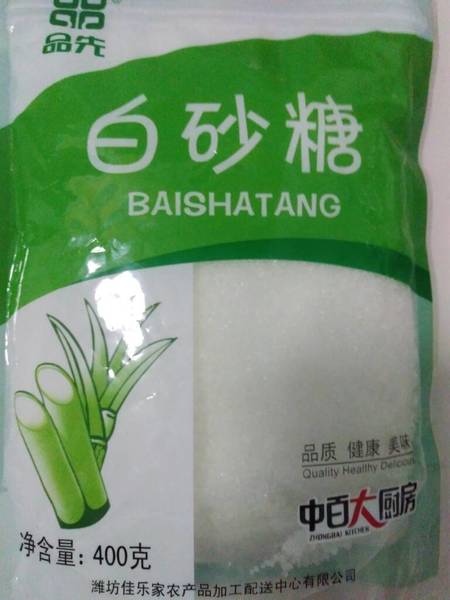 品先
白砂糖
BAISHATANG
品质 健康 美味
Quality Healthy Delicious
中百大厨房
ZHONGBAI KITCHEN
净含量：400克
潍坊佳乐家农产品加工配送中心有限公司